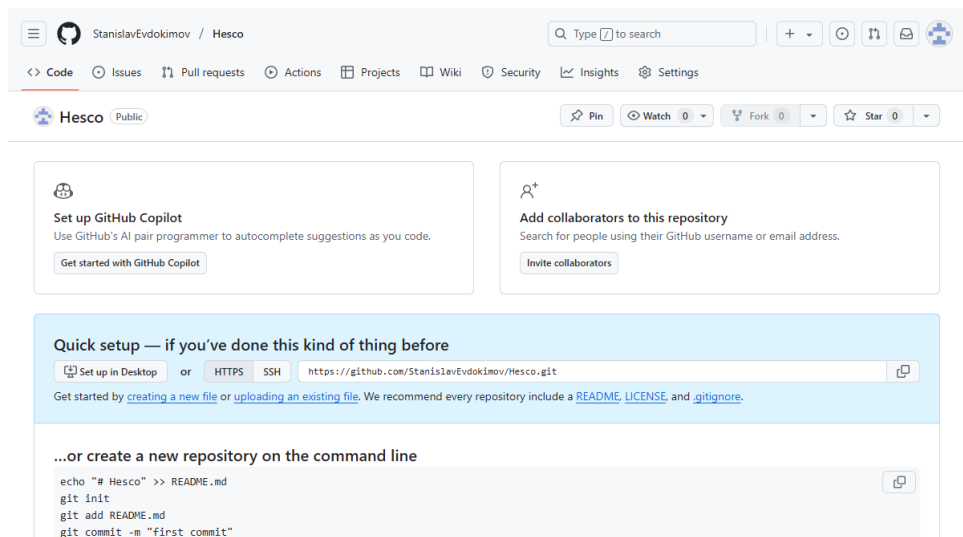 StanislavEvdokimov / Hesco
Type / to search
Code Issues Pull requests Actions Projects Wiki Security Insights Settings
Hesco Public
Pin Watch 0 Fork 0 Star 0
Set up GitHub Copilot
Use GitHub's AI pair programmer to autocomplete suggestions as you code.
Get started with GitHub Copilot
Add collaborators to this repository
Search for people using their GitHub username or email address.
Invite collaborators
Quick setup — if you've done this kind of thing before
Set up in Desktop or HTTPS SSH https://github.com/StanislavEvdokimov/Hesco.git
Get started by creating a new file or uploading an existing file. We recommend every repository include a README, LICENSE, and .gitignore.
...or create a new repository on the command line
echo "# Hesco" >> README.md
git init
git add README.md
git commit -m "first commit"